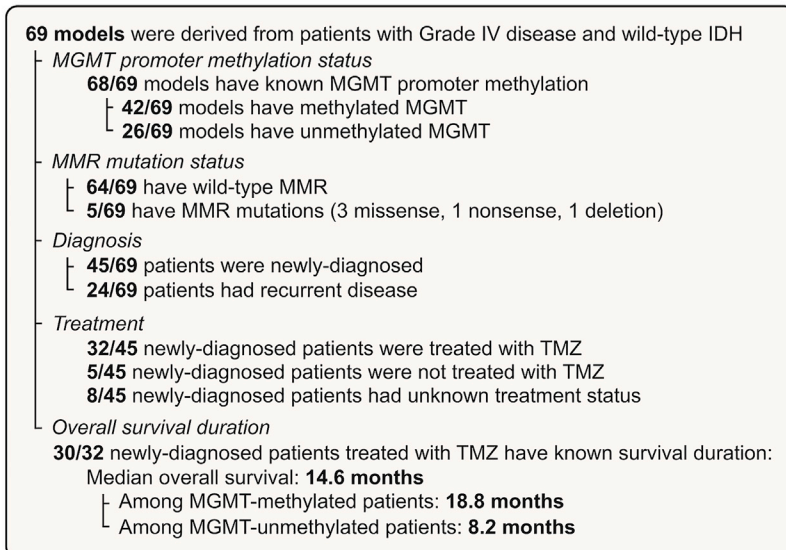 69 models were derived from patients with Grade IV disease and wild-type IDH
MGMT promoter methylation status
68/69 models have known MGMT promoter methylation
42/69 models have methylated MGMT
26/69 models have unmethylated MGMT
MMR mutation status
64/69 have wild-type MMR
5/69 have MMR mutations (3 missense, 1 nonsense, 1 deletion)
Diagnosis
45/69 patients were newly-diagnosed
24/69 patients had recurrent disease
Treatment
32/45 newly-diagnosed patients were treated with TMZ
5/45 newly-diagnosed patients were not treated with TMZ
8/45 newly-diagnosed patients had unknown treatment status
Overall survival duration
30/32 newly-diagnosed patients treated with TMZ have known survival duration:
Median overall survival: 14.6 months
Among MGMT-methylated patients: 18.8 months
Among MGMT-unmethylated patients: 8.2 months